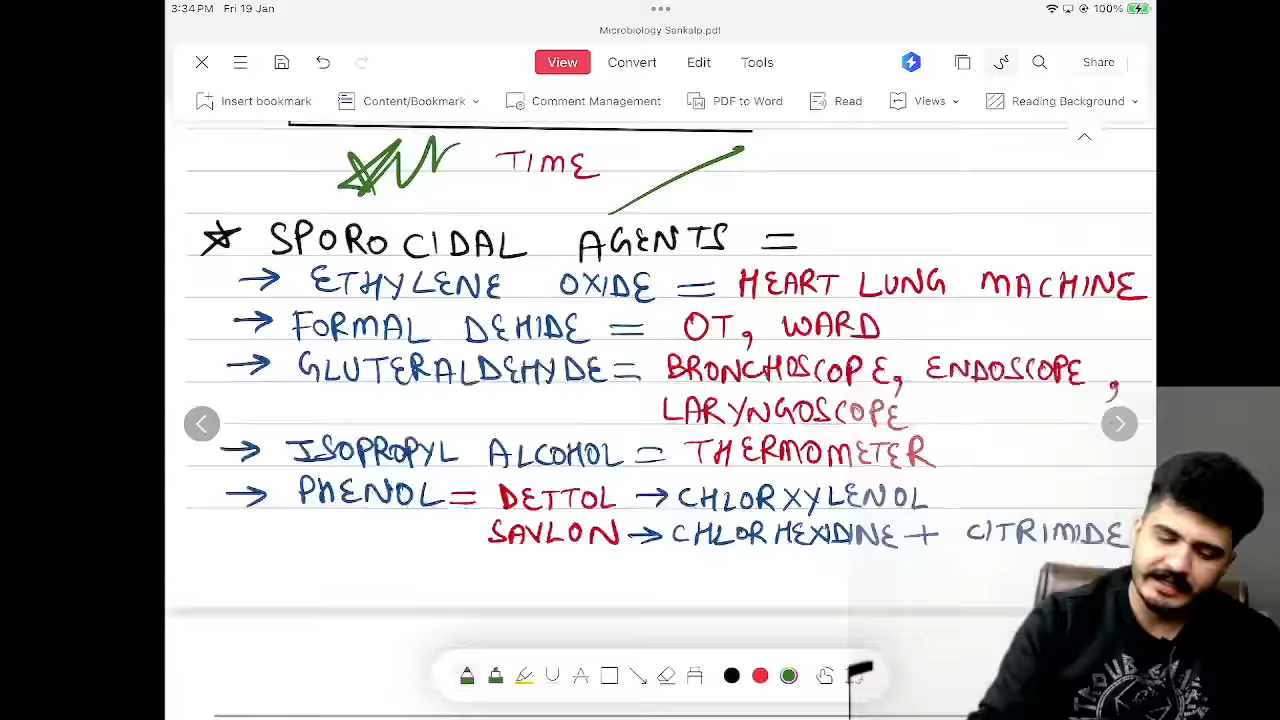 3:34PM Fri 19 Jan
100%
Microbiology Sankalp.pdf
View Convert Edit Tools
Share
Insert bookmark Content/Bookmark Comment Management PDF to Word Read Views Reading Background
TIME
☆ SPOROCIDAL AGENTS =
→ ETHYLENE OXIDE = HEART LUNG MACHINE
→ FORMAL DEHIDE = OT, WARD
→ GLUTERALDEHYDE = BRONCHOSCOPE, ENDOSCOPE,
LARYNGOSCOPE
→ ISOPROPYL ALCOHOL = THERMOMETER
→ PHENOL = DETTOL → CHLORXYLENOL
SAVLON → CHLORHEXIDINE + CITRIMIDE